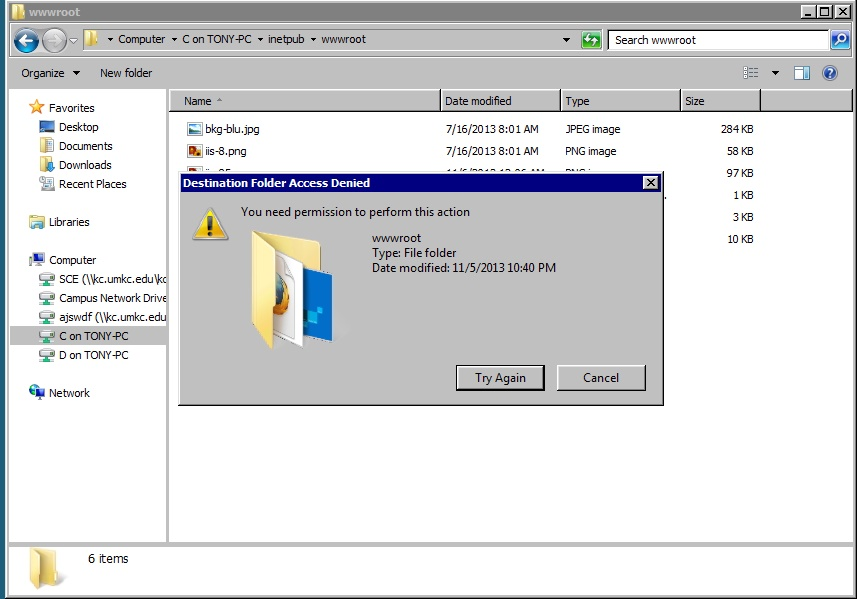 wwwroot
Computer C on TONY-PC inetpub wwwroot
Search wwwroot
Organize New folder
Name Date modified Type Size
Favorites
Desktop
Documents
Downloads
Recent Places
Libraries
Computer
SCE (\\kc.umkc.edu\kc
Campus Network Drive
ajswdf (\\kc.umkc.edu
C on TONY-PC
D on TONY-PC
Network
bkg-blu.jpg 7/16/2013 8:01 AM JPEG image 284 KB
iis-8.png 7/16/2013 8:01 AM PNG image 58 KB
97 KB
1 KB
3 KB
10 KB
Destination Folder Access Denied
You need permission to perform this action
wwwroot
Type: File folder
Date modified: 11/5/2013 10:40 PM
Try Again Cancel
6 items